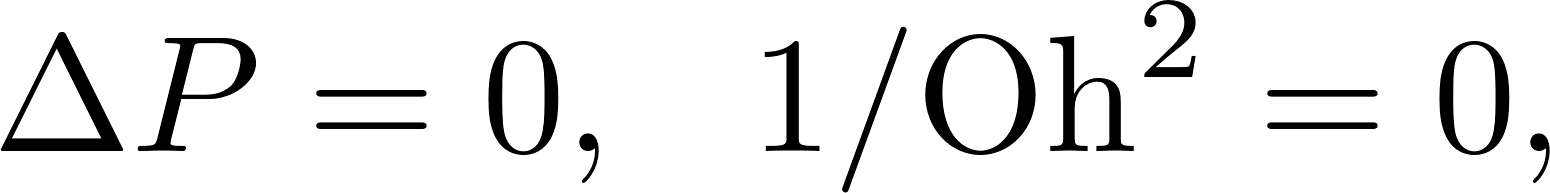 ΔP = 0, 1/Oh² = 0,